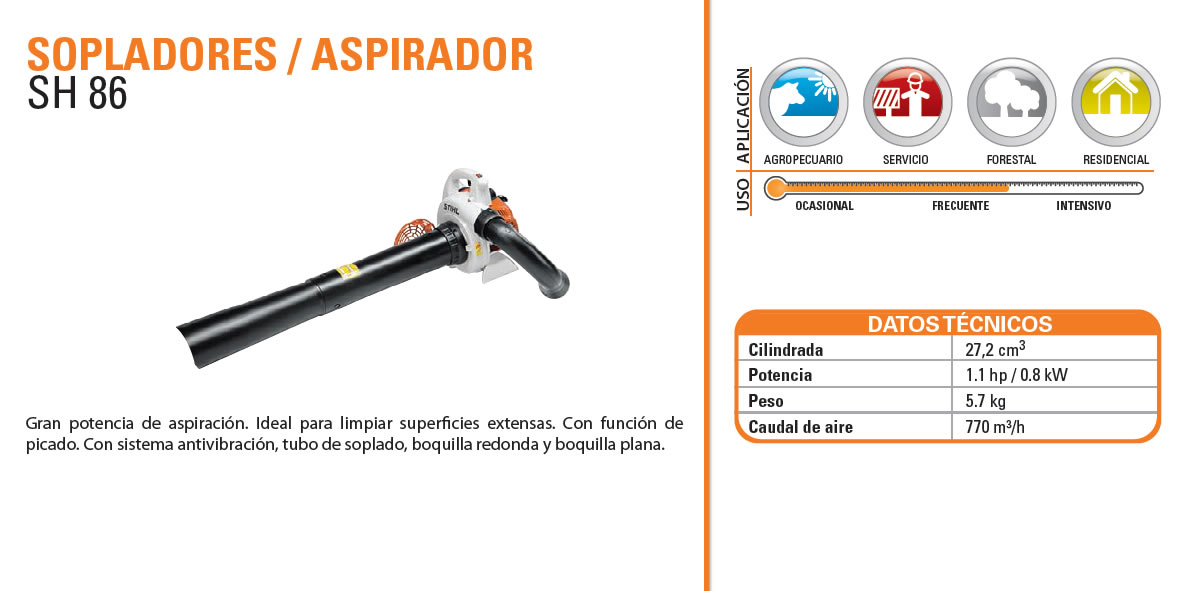 SOPLADORES / ASPIRADOR
SH 86
STIHL
Gran potencia de aspiración. Ideal para limpiar superficies extensas. Con función de
picado. Con sistema antivibración, tubo de soplado, boquilla redonda y boquilla plana.
APLICACIÓN
AGROPECUARIO SERVICIO FORESTAL RESIDENCIAL
USO
OCASIONAL FRECUENTE INTENSIVO
DATOS TÉCNICOS
Cilindrada 27,2 cm³
Potencia 1.1 hp / 0.8 kW
Peso 5.7 kg
Caudal de aire 770 m³/h